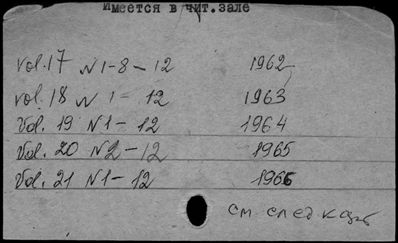 Имеется в чит.зале
vol.17 N1-8-12 1962
vol.18 N 1- 12 1963
Vol. 19 N1- 12 1964
Vol. 20 N2-12 1965
Vol. 21 N1-12 1966
см след